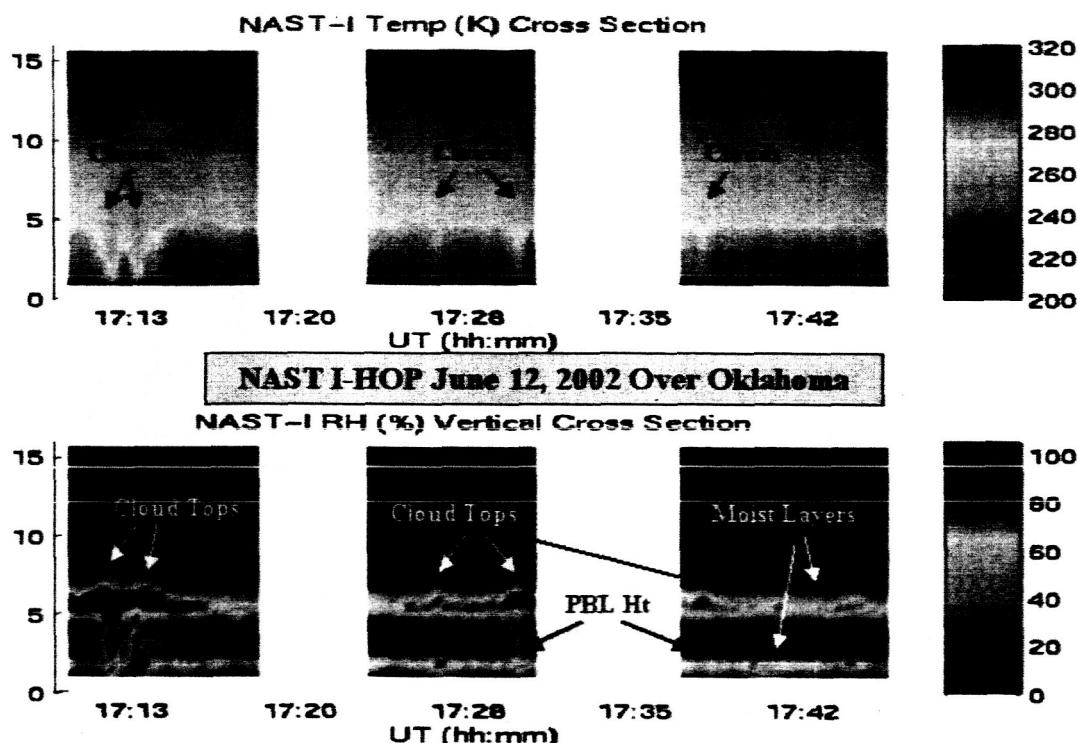 NAST-I Temp (K) Cross Section
15
10
5
0
320
300
280
260
240
220
200
17:13 17:20 17:28 17:35 17:42
UT (hh:mm)
NAST I-HOP June 12, 2002 Over Oklahoma
NAST-I RH (%) Vertical Cross Section
15
10
5
0
Cloud Tops
Cloud Tops
Moist Layers
PBL Ht
100
80
60
40
20
0
17:13 17:20 17:28 17:35 17:42
UT (hh:mm)